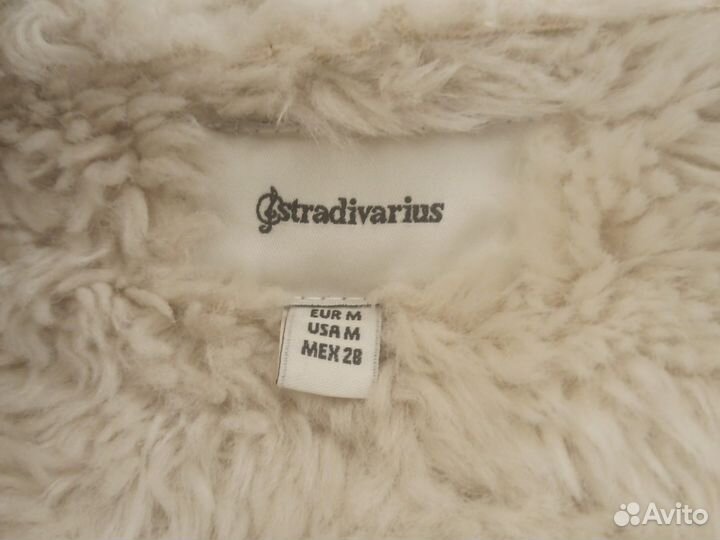 stradivarius
EUR M
USA M
MEX 28
Avito